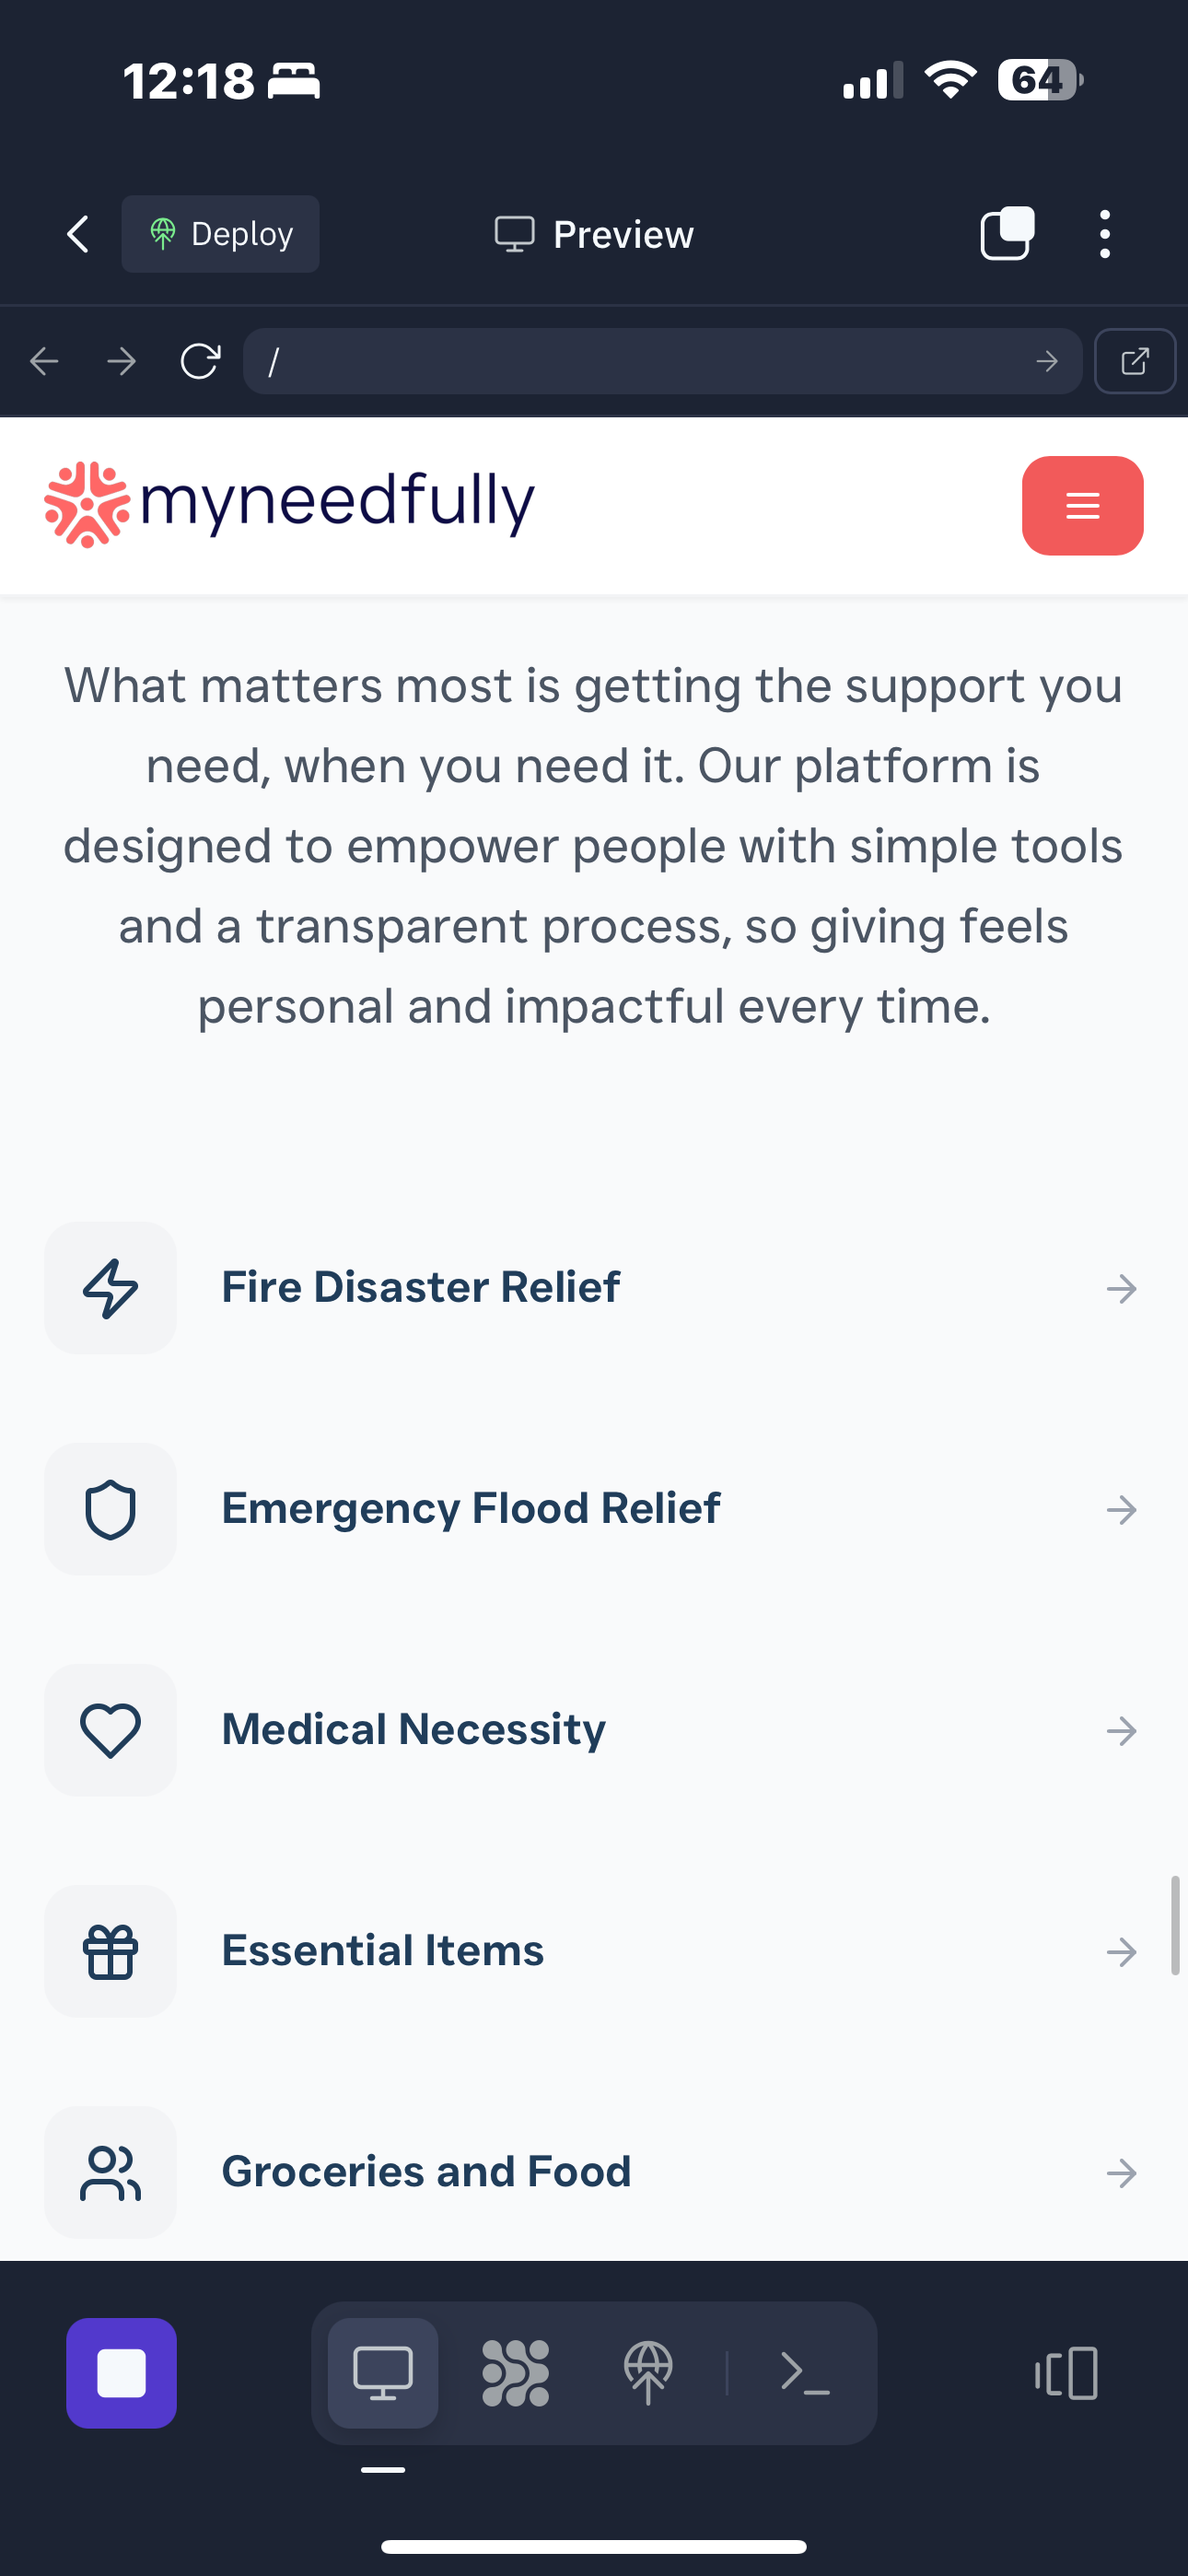 12:18
64
Deploy
Preview
/
myneedfully
What matters most is getting the support you
need, when you need it. Our platform is
designed to empower people with simple tools
and a transparent process, so giving feels
personal and impactful every time.
Fire Disaster Relief
Emergency Flood Relief
Medical Necessity
Essential Items
Groceries and Food